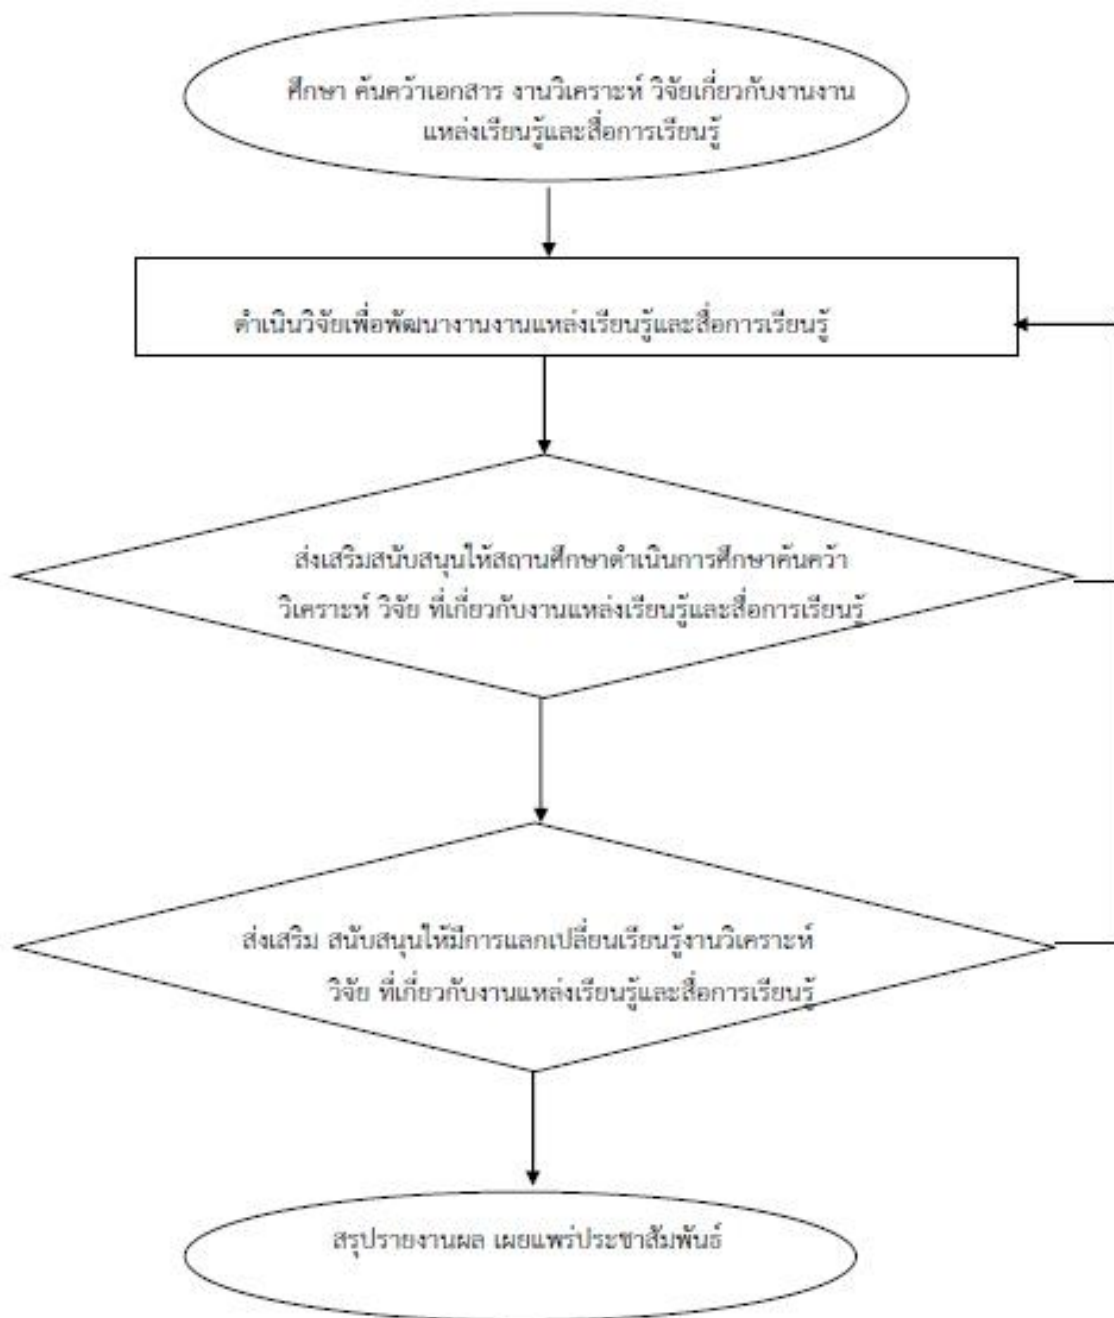 ศึกษา ค้นคว้าเอกสาร งานวิเคราะห์ วิจัยเกี่ยวกับงานงาน
แหล่งเรียนรู้และสื่อการเรียนรู้
ดำเนินวิจัยเพื่อพัฒนางานงานแหล่งเรียนรู้และสื่อการเรียนรู้
ส่งเสริมสนับสนุนให้สถานศึกษาดำเนินการศึกษาค้นคว้า
วิเคราะห์ วิจัย ที่เกี่ยวกับงานแหล่งเรียนรู้และสื่อการเรียนรู้
ส่งเสริม สนับสนุนให้มีการแลกเปลี่ยนเรียนรู้งานวิเคราะห์
วิจัย ที่เกี่ยวกับงานแหล่งเรียนรู้และสื่อการเรียนรู้
สรุปรายงานผล เผยแพร่ประชาสัมพันธ์